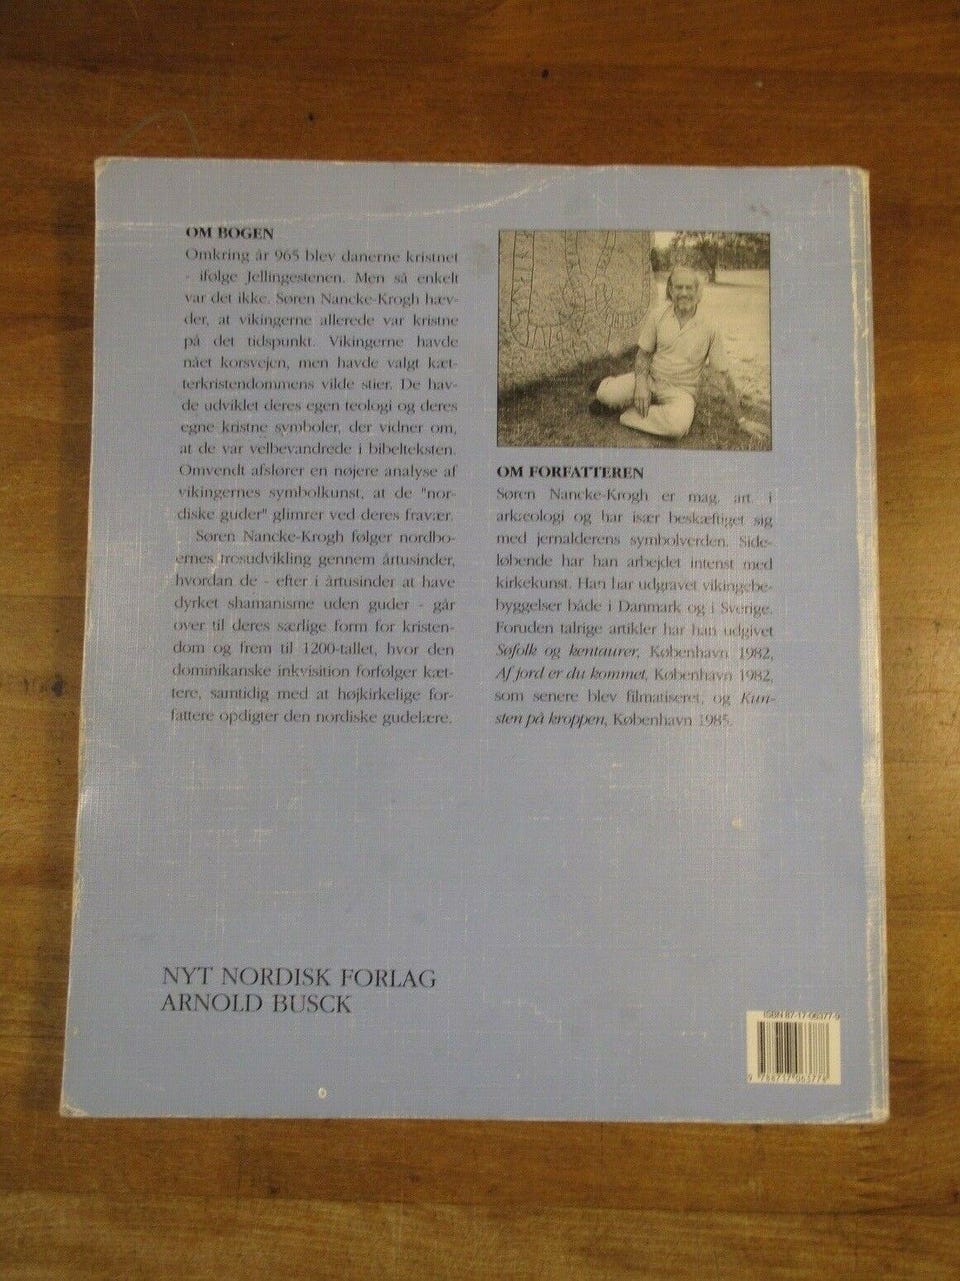 OM BOGEN
Omkring år 965 blev danerne kristnet
- ifølge Jellingestenen. Men så enkelt
var det ikke. Søren Nancke-Krogh hæv-
der, at vikingerne allerede var kristne
på det tidspunkt. Vikingerne havde
nået korsvejen, men havde valgt kæt-
terkristendommens vilde stier. De hav-
de udviklet deres egen teologi og deres
egne kristne symboler, der vidner om,
at de var velbevandrede i bibelteksten.
Omvendt afslører en nøjere analyse af
vikingernes symbolkunst, at de "nor-
diske guder" glimrer ved deres fravær.
Søren Nancke-Krogh følger nordbo-
ernes trosudvikling gennem årtusinder,
hvordan de - efter i årtusinder at have
dyrket shamanisme uden guder - går
over til deres særlige form for kristen-
dom og frem til 1200-tallet, hvor den
dominikanske inkvisition forfølger kæt-
tere, samtidig med at højkirkelige for-
fattere opdigter den nordiske gudelære.
OM FORFATTEREN
Søren Nancke-Krogh er mag. art. i
arkæologi og har især beskæftiget sig
med jernalderens symbolverden. Side-
løbende har han arbejdet intenst med
kirkekunst. Han har udgravet vikingebe-
byggelser både i Danmark og i Sverige.
Foruden talrige artikler har han udgivet
Søfolk og kentaurer, København 1982,
Af jord er du kommet, København 1982,
som senere blev filmatiseret, og Kun-
sten på kroppen, København 1985.
NYT NORDISK FORLAG
ARNOLD BUSCK
ISBN 87-17-06377-9
9 788717 063778